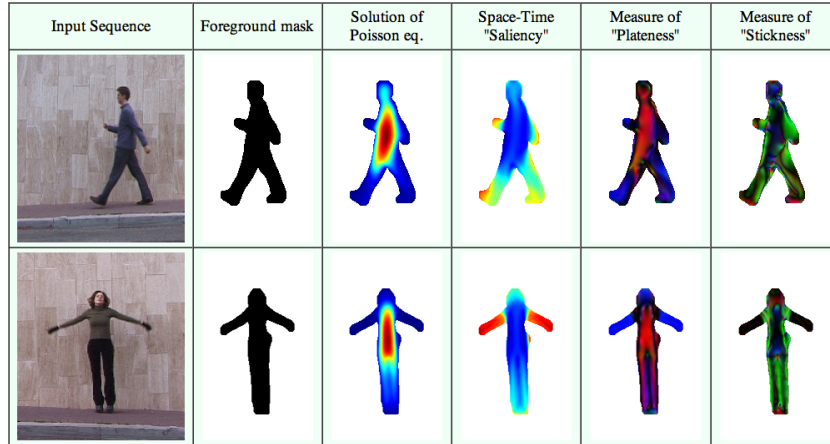 Input Sequence
Foreground mask
Solution of
Poisson eq.
Space-Time
"Saliency"
Measure of
"Plateness"
Measure of
"Stickness"